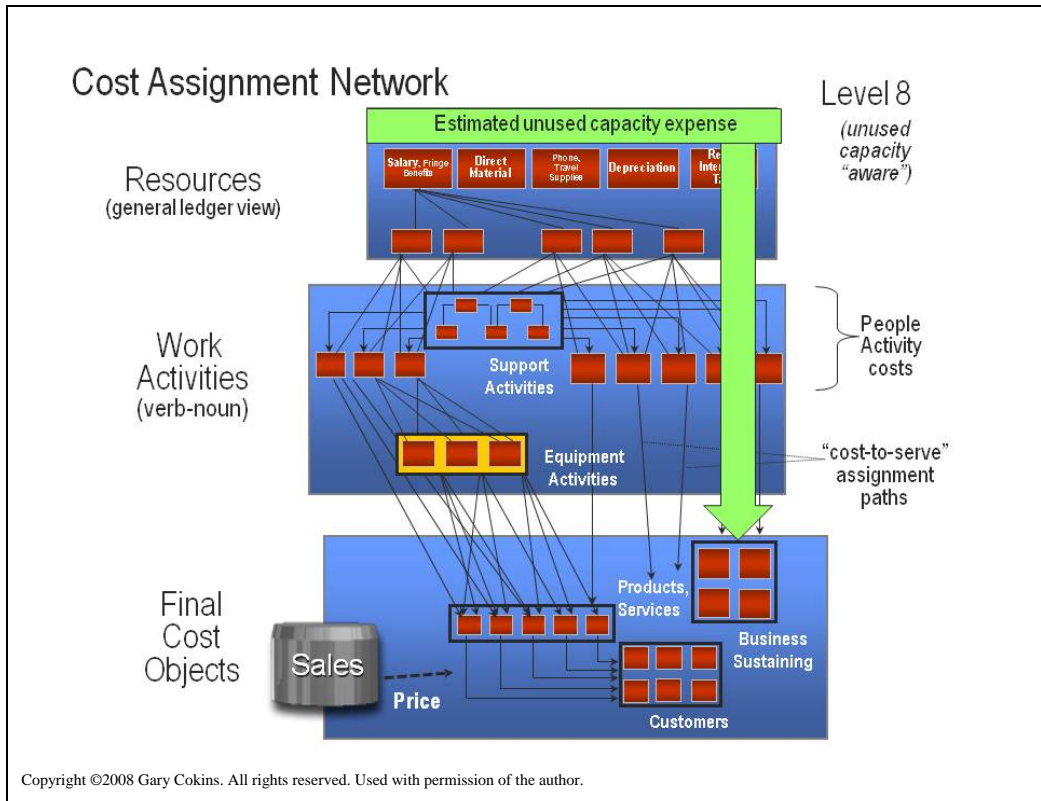 Cost Assignment Network
Level 8
(unused
capacity
“aware”)
Estimated unused capacity expense
Resources
(general ledger view)
Salary, Fringe
Benefits
Direct
Material
Phone,
Travel
Supplies
Depreciation
Work
Activities
(verb-noun)
Support
Activities
People
Activity
costs
Equipment
Activities
“cost-to-serve”
assignment
paths
Final
Cost
Objects
Products,
Services
Business
Sustaining
Sales
Price
Customers
Copyright ©2008 Gary Cokins. All rights reserved. Used with permission of the author.